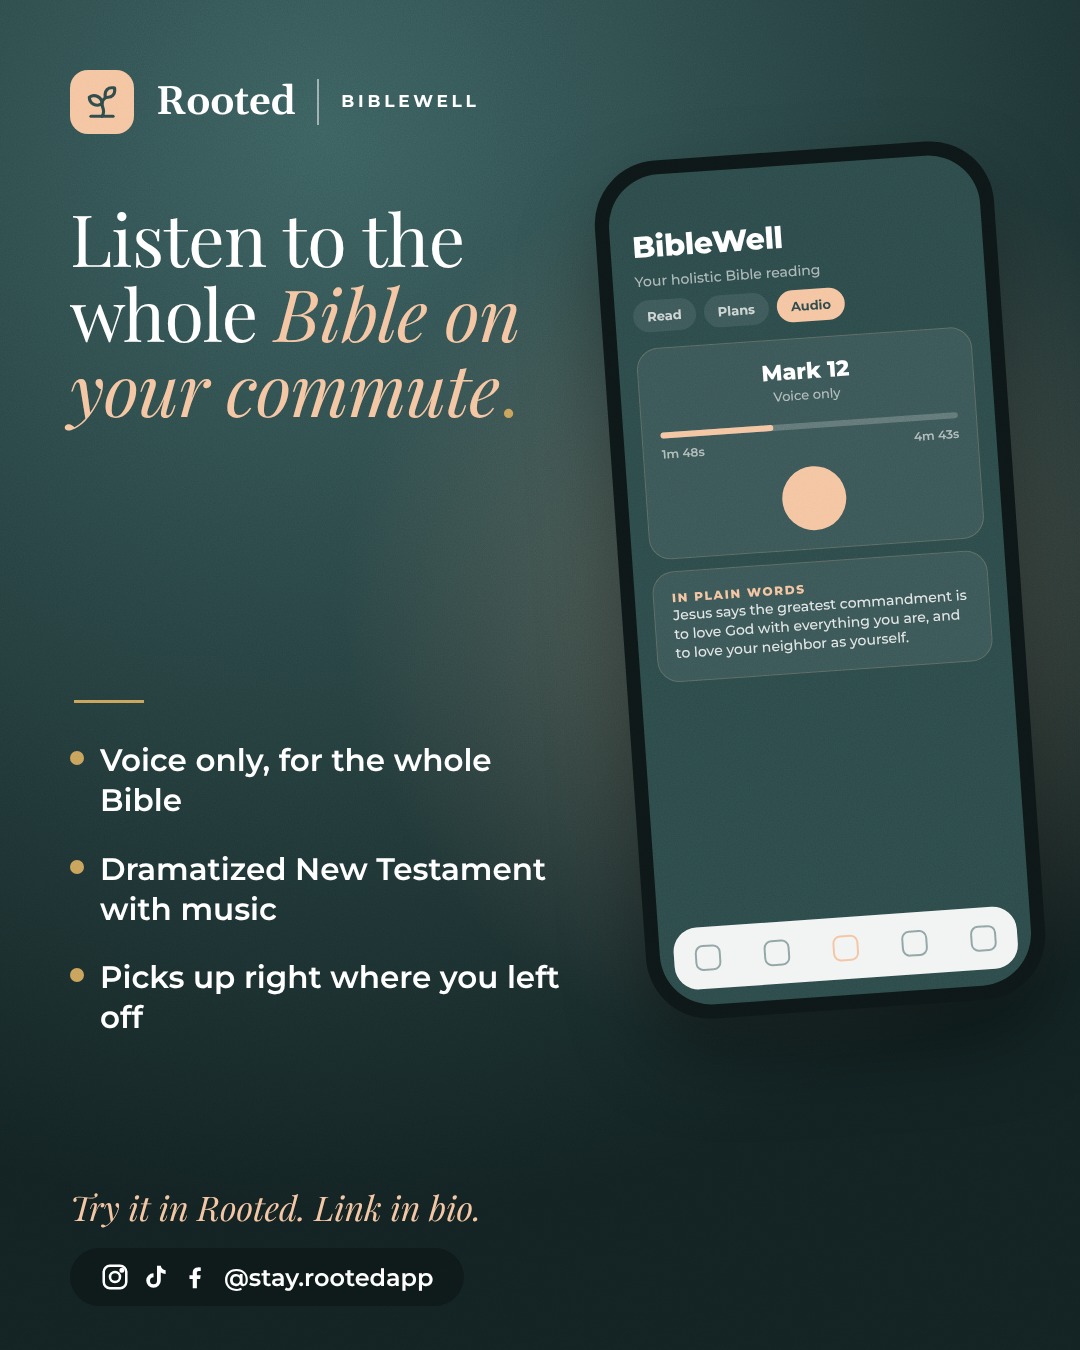 Rooted
BIBLEWELL
Listen to the
whole Bible on
your commute.
Voice only, for the whole
Bible
Dramatized New Testament
with music
Picks up right where you left
off
Try it in Rooted. Link in bio.
@stay.rootedapp
BibleWell
Your holistic Bible reading
Read
Plans
Audio
Mark 12
Voice only
1m 48s
4m 43s
IN PLAIN WORDS
Jesus says the greatest commandment is
to love God with everything you are, and
to love your neighbor as yourself.